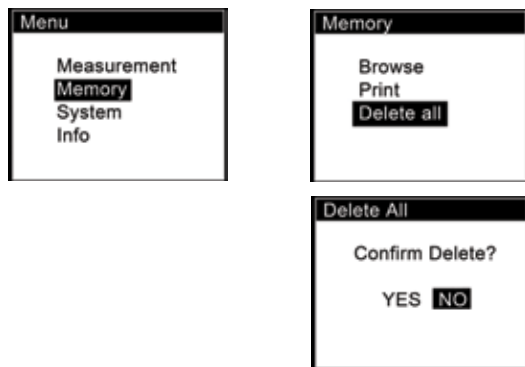 Menu
Measurement
Memory
System
Info
Memory
Browse
Print
Delete all
Delete All
Confirm Delete?
YES NO